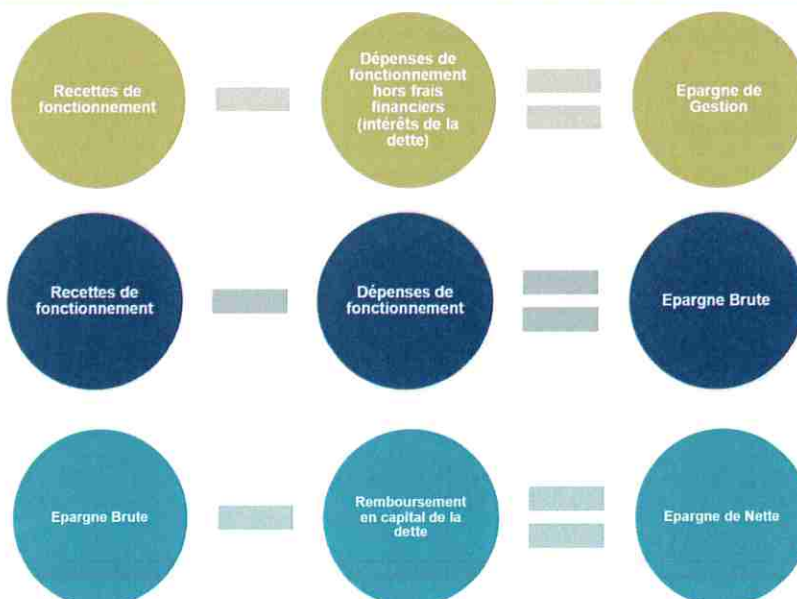 Recettes de
fonctionnement
Dépenses de
fonctionnement
hors frais
financiers
(intérêts de la
dette)
Epargne de
Gestion
Recettes de
fonctionnement
Dépenses de
fonctionnement
Epargne Brute
Epargne Brute
Remboursement
en capital de la
dette
Epargne de Nette